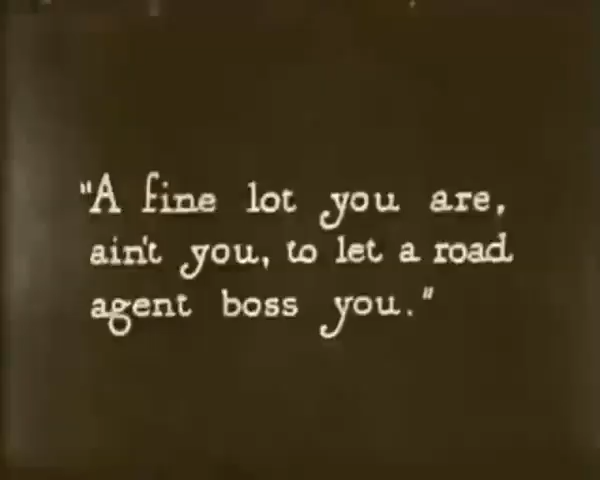 "A fine lot you are,
ain't you, to let a road
agent boss you."